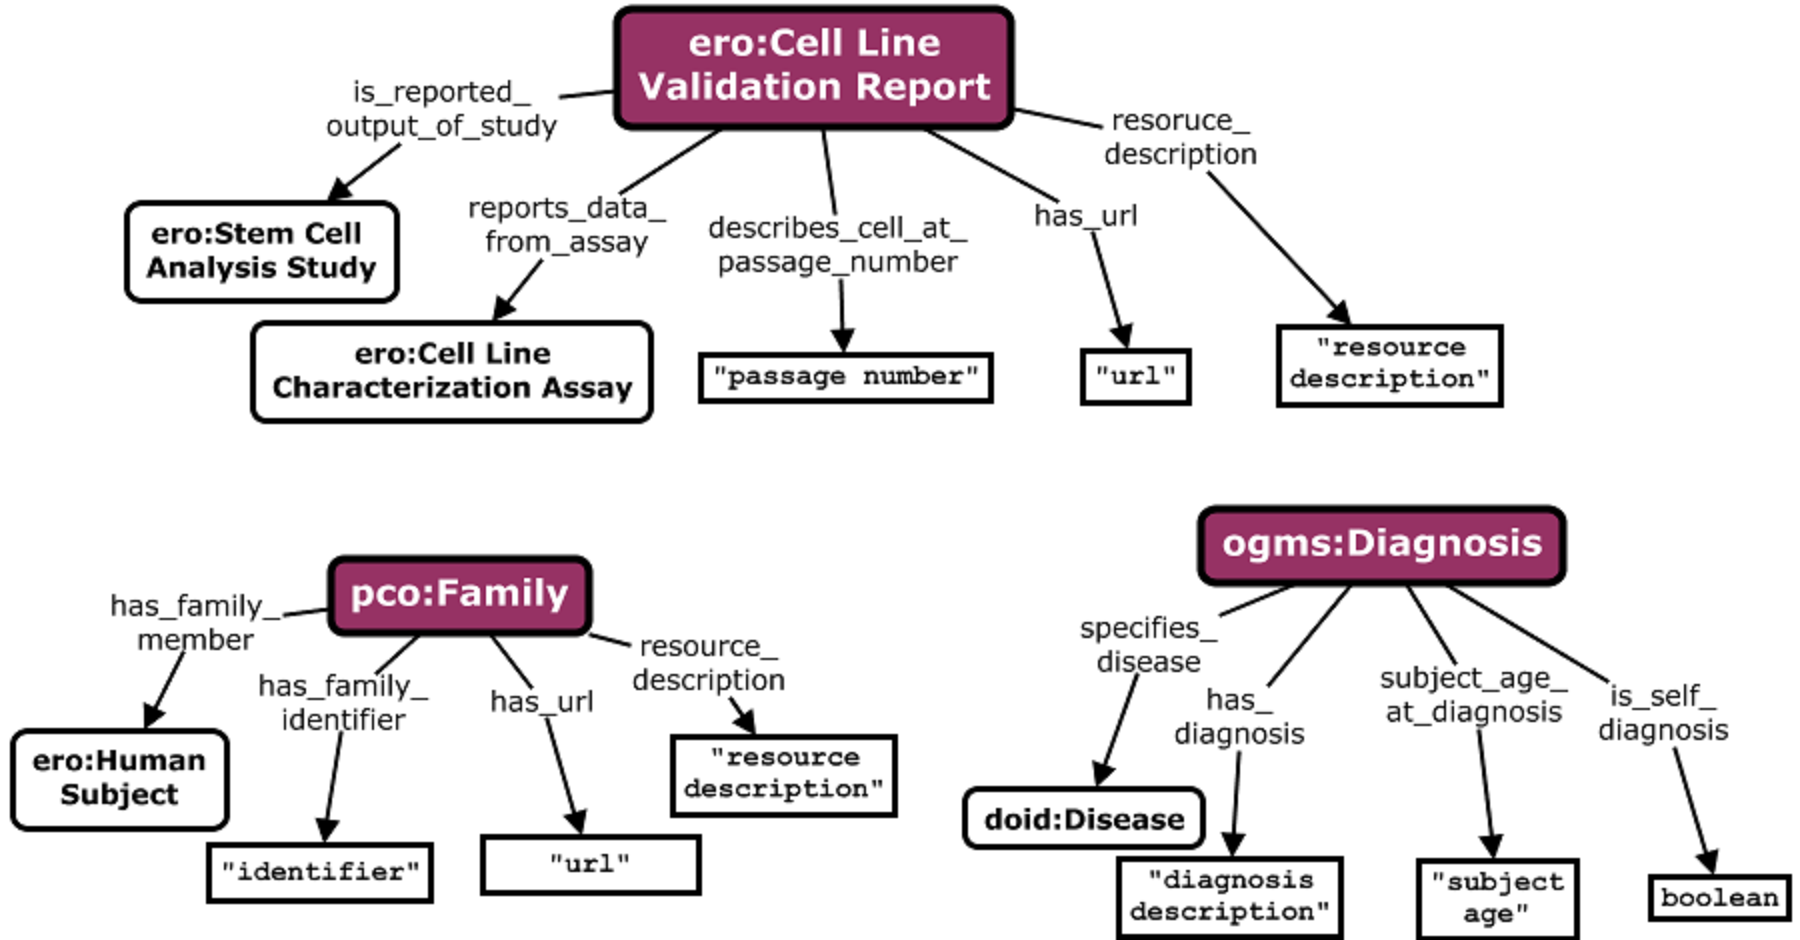 ero:Cell Line
Validation Report
is_reported_
output_of_study
resoruce_
description
reports_data_
from_assay
describes_cell_at_
passage_number
has_url
ero:Stem Cell
Analysis Study
ero:Cell Line
Characterization Assay
"passage number"
"url"
"resource
description"
pco:Family
has_family_
member
has_family_
identifier
has_url
resource_
description
ero:Human
Subject
"identifier"
"url"
"resource
description"
ogms:Diagnosis
specifies_
disease
has_
diagnosis
subject_age_
at_diagnosis
is_self_
diagnosis
doid:Disease
"diagnosis
description"
"subject
age"
boolean